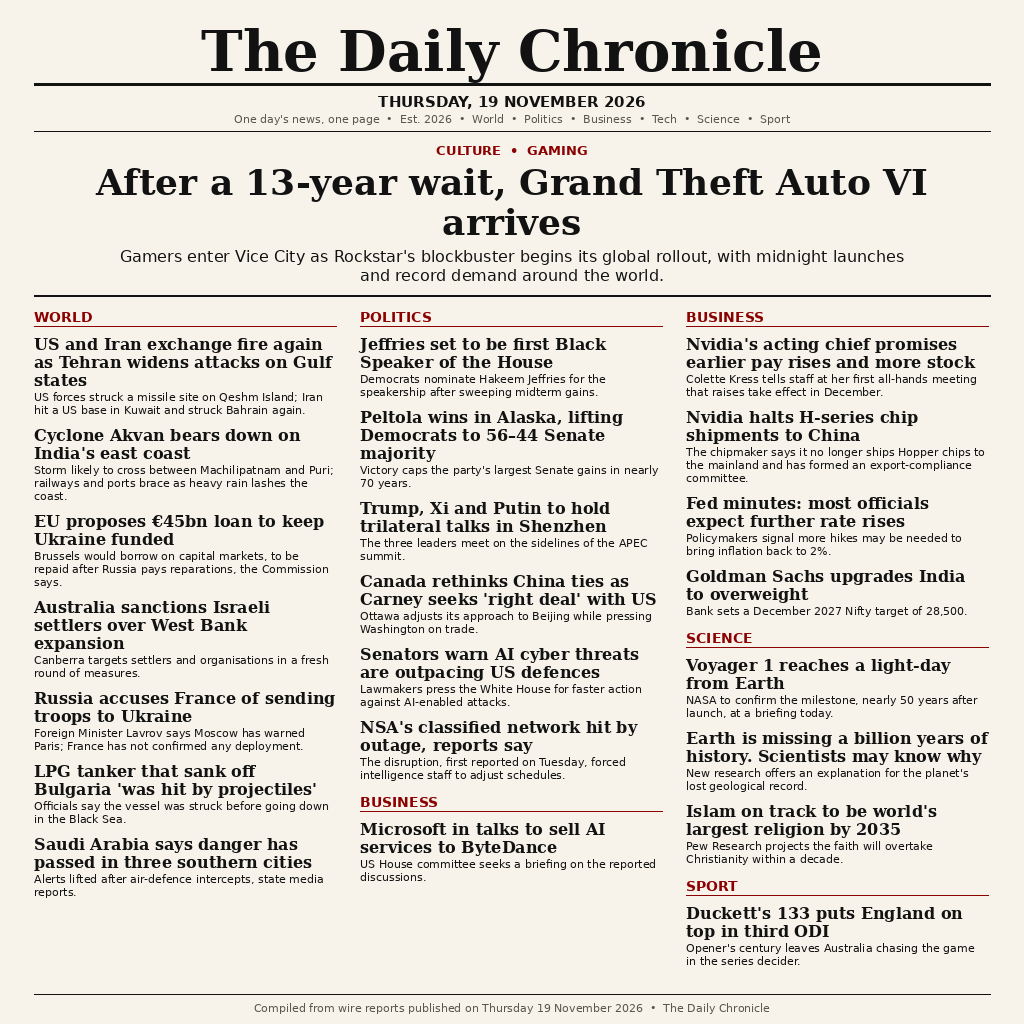 The Daily Chronicle
THURSDAY, 19 NOVEMBER 2026
One day's news, one page • Est. 2026 • World • Politics • Business • Tech • Science • Sport
CULTURE • GAMING
After a 13-year wait, Grand Theft Auto VI
arrives
Gamers enter Vice City as Rockstar's blockbuster begins its global rollout, with midnight launches
and record demand around the world.
WORLD
US and Iran exchange fire again
as Tehran widens attacks on Gulf
states
US forces struck a missile site on Qeshm Island; Iran
hit a US base in Kuwait and struck Bahrain again.
Cyclone Akvan bears down on
India's east coast
Storm likely to cross between Machilipatnam and Puri;
railways and ports brace as heavy rain lashes the
coast.
EU proposes €45bn loan to keep
Ukraine funded
Brussels would borrow on capital markets, to be
repaid after Russia pays reparations, the Commission
says.
Australia sanctions Israeli
settlers over West Bank
expansion
Canberra targets settlers and organisations in a fresh
round of measures.
Russia accuses France of sending
troops to Ukraine
Foreign Minister Lavrov says Moscow has warned
Paris; France has not confirmed any deployment.
LPG tanker that sank off
Bulgaria 'was hit by projectiles'
Officials say the vessel was struck before going down
in the Black Sea.
Saudi Arabia says danger has
passed in three southern cities
Alerts lifted after air-defence intercepts, state media
reports.
POLITICS
Jeffries set to be first Black
Speaker of the House
Democrats nominate Hakeem Jeffries for the
speakership after sweeping midterm gains.
Peltola wins in Alaska, lifting
Democrats to 56–44 Senate
majority
Victory caps the party's largest Senate gains in nearly
70 years.
Trump, Xi and Putin to hold
trilateral talks in Shenzhen
The three leaders meet on the sidelines of the APEC
summit.
Canada rethinks China ties as
Carney seeks 'right deal' with US
Ottawa adjusts its approach to Beijing while pressing
Washington on trade.
Senators warn AI cyber threats
are outpacing US defences
Lawmakers press the White House for faster action
against AI-enabled attacks.
NSA's classified network hit by
outage, reports say
The disruption, first reported on Tuesday, forced
intelligence staff to adjust schedules.
BUSINESS
Microsoft in talks to sell AI
services to ByteDance
US House committee seeks a briefing on the reported
discussions.
BUSINESS
Nvidia's acting chief promises
earlier pay rises and more stock
Colette Kress tells staff at her first all-hands meeting
that raises take effect in December.
Nvidia halts H-series chip
shipments to China
The chipmaker says it no longer ships Hopper chips to
the mainland and has formed an export-compliance
committee.
Fed minutes: most officials
expect further rate rises
Policymakers signal more hikes may be needed to
bring inflation back to 2%.
Goldman Sachs upgrades India
to overweight
Bank sets a December 2027 Nifty target of 28,500.
SCIENCE
Voyager 1 reaches a light-day
from Earth
NASA to confirm the milestone, nearly 50 years after
launch, at a briefing today.
Earth is missing a billion years of
history. Scientists may know why
New research offers an explanation for the planet's
lost geological record.
Islam on track to be world's
largest religion by 2035
Pew Research projects the faith will overtake
Christianity within a decade.
SPORT
Duckett's 133 puts England on
top in third ODI
Opener's century leaves Australia chasing the game
in the series decider.
Compiled from wire reports published on Thursday 19 November 2026 • The Daily Chronicle